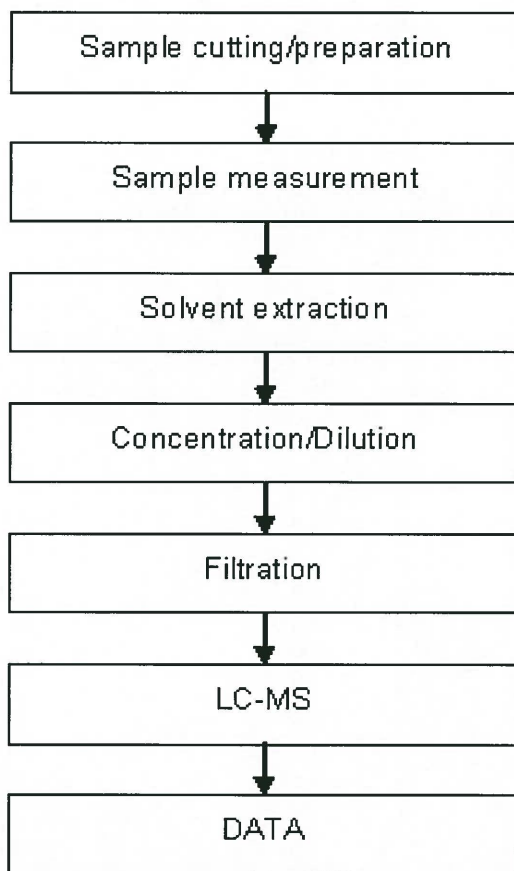 Sample cutting/preparation
Sample measurement
Solvent extraction
Concentration/Dilution
Filtration
LC-MS
DATA